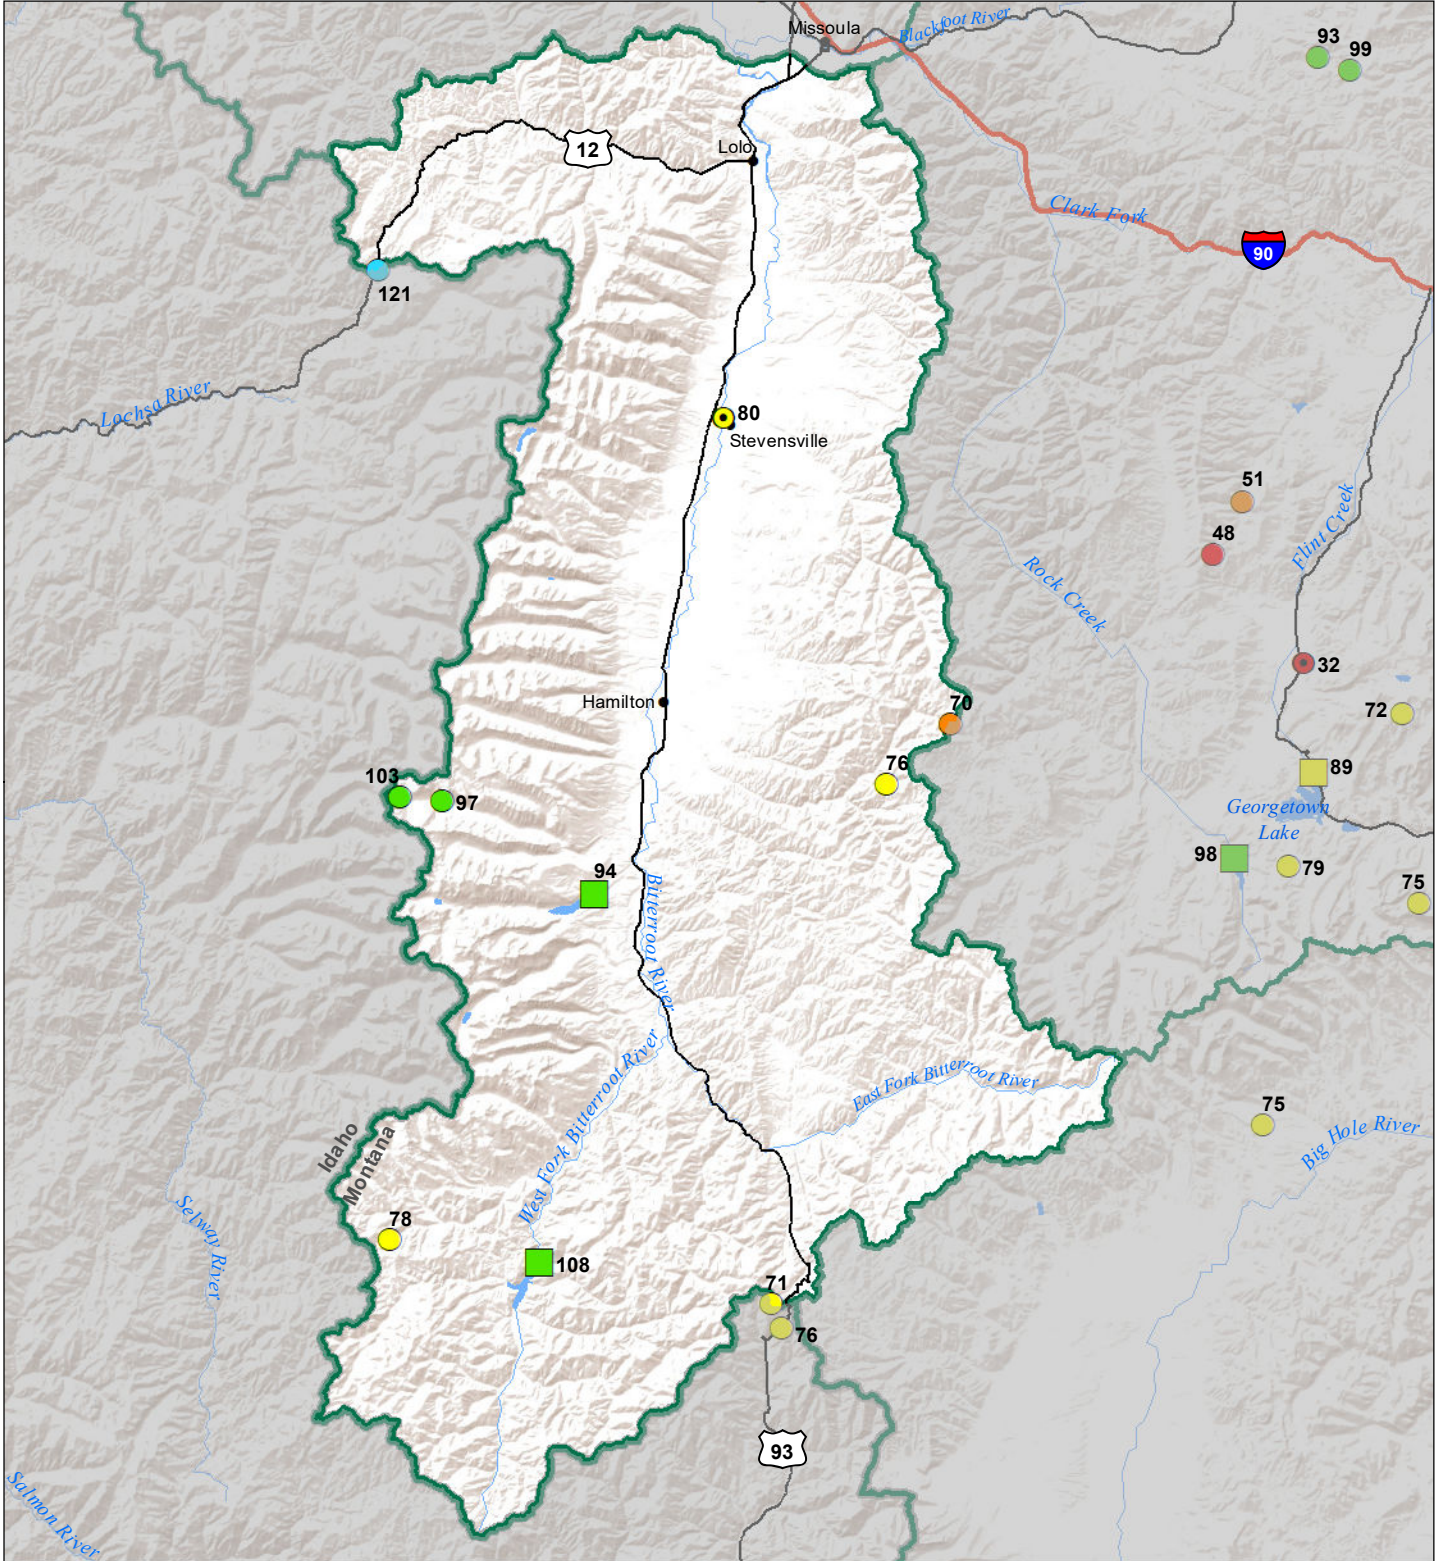 Missoula
Blackfoot River
93
99
12
Lolo
Clark Fork
90
121
Lochsa River
80
Stevensville
51
48
Flint Creek
Rock Creek
32
Hamilton
70
72
103
97
76
89
Georgetown
Lake
94
98
79
75
Bitterroot River
West Fork Bitterroot River
East Fork Bitterroot River
75
Big Hole River
Idaho
Montana
Selway River
78
108
71
76
93
Salmon River